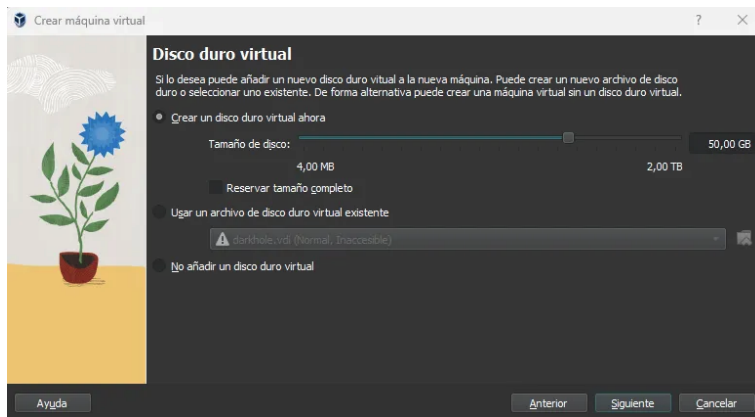 Crear máquina virtual
Disco duro virtual
Si lo desea puede añadir un nuevo disco duro vitual a la nueva máquina. Puede crear un nuevo archivo de disco
duro o seleccionar uno existente. De forma alternativa puede crear una máquina virtual sin un disco duro virtual.
Crear un disco duro virtual ahora
Tamaño de disco: 50,00 GB
4,00 MB 2,00 TB
Reservar tamaño completo
Usar un archivo de disco duro virtual existente
darkhole.vdi (Normal, Inaccesible)
No añadir un disco duro virtual
Ayuda Anterior Siguiente Cancelar